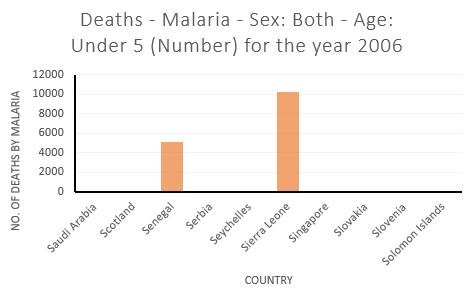 Deaths - Malaria - Sex: Both - Age:
Under 5 (Number) for the year 2006
NO. OF DEATHS BY MALARIA
12000
10000
8000
6000
4000
2000
0
Saudi Arabia
Scotland
Senegal
Serbia
Seychelles
Sierra Leone
Singapore
Slovakia
Slovenia
Solomon Islands
COUNTRY